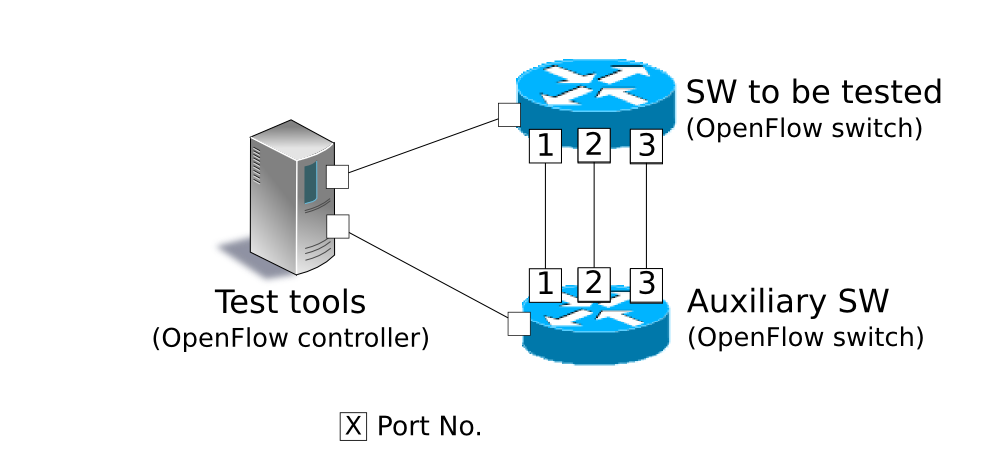 SW to be tested
(OpenFlow switch)
1 2 3
1 2 3
Test tools
(OpenFlow controller)
Auxiliary SW
(OpenFlow switch)
X Port No.